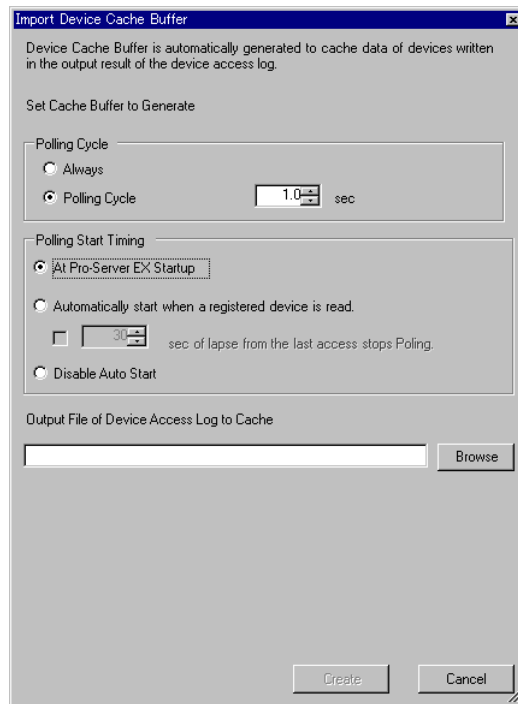 Import Device Cache Buffer
Device Cache Buffer is automatically generated to cache data of devices written
in the output result of the device access log.
Set Cache Buffer to Generate
Polling Cycle
Always
Polling Cycle 1.0 sec
Polling Start Timing
At Pro-Server EX Startup
Automatically start when a registered device is read.
30 sec of lapse from the last access stops Poling.
Disable Auto Start
Output File of Device Access Log to Cache
Browse
Create Cancel